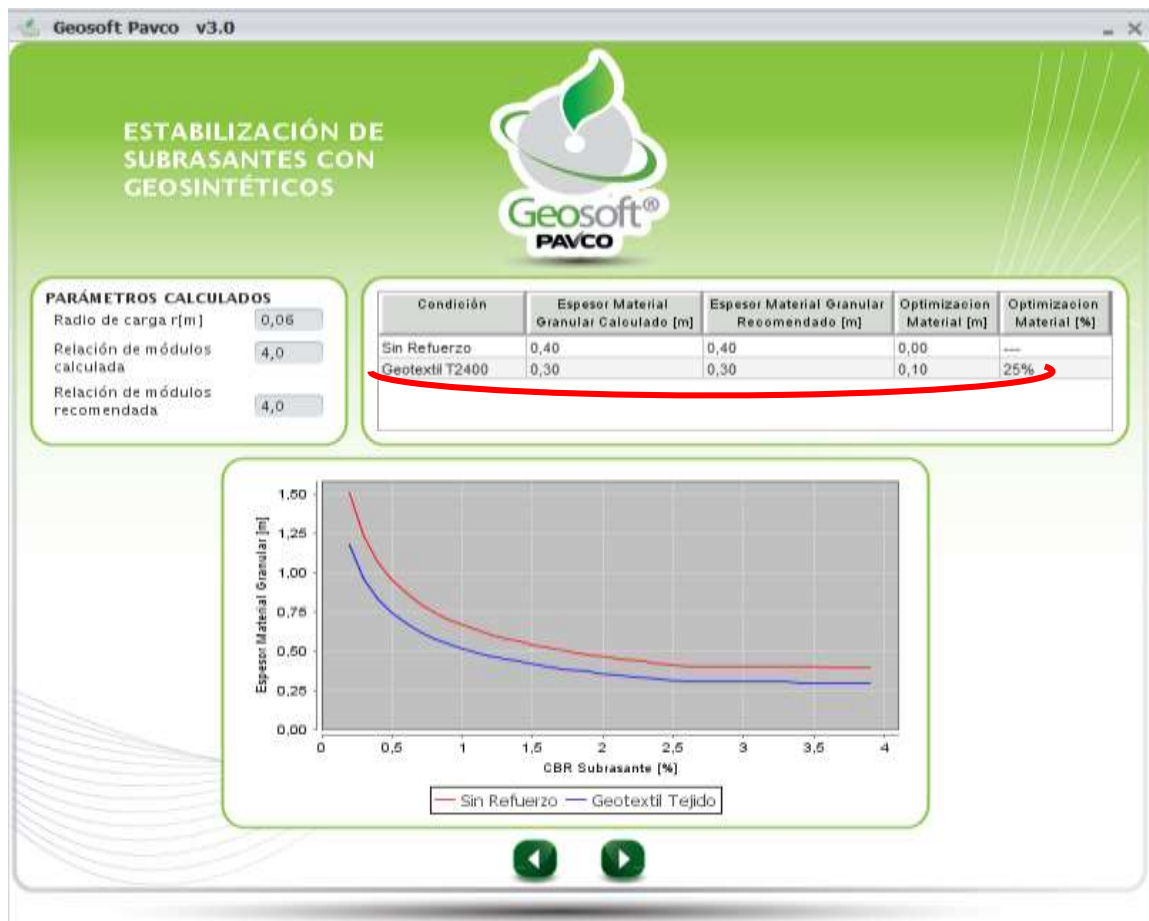 Geosoft Pavco v3.0
ESTABILIZACIÓN DE
SUBRASANTES CON
GEOSINTÉTICOS
Geosoft®
PAVCO
PARÁMETROS CALCULADOS
Radio de carga r[m] 0,06
Relación de módulos
calculada 4,0
Relación de módulos
recomendada 4,0
Condición Espesor Material Granular Calculado [m] Espesor Material Granular Recomendado [m] Optimizacion Material [m] Optimizacion Material [%]
Sin Refuerzo 0,40 0,40 0,00 ---
Geotextil T2400 0,30 0,30 0,10 25%
Espesor Material Granular [m]
1,50
1,25
1,00
0,75
0,50
0,25
0,00
0 0,5 1 1,5 2 2,5 3 3,5 4
CBR Subrasante [%]
Sin Refuerzo Geotextil Tejido